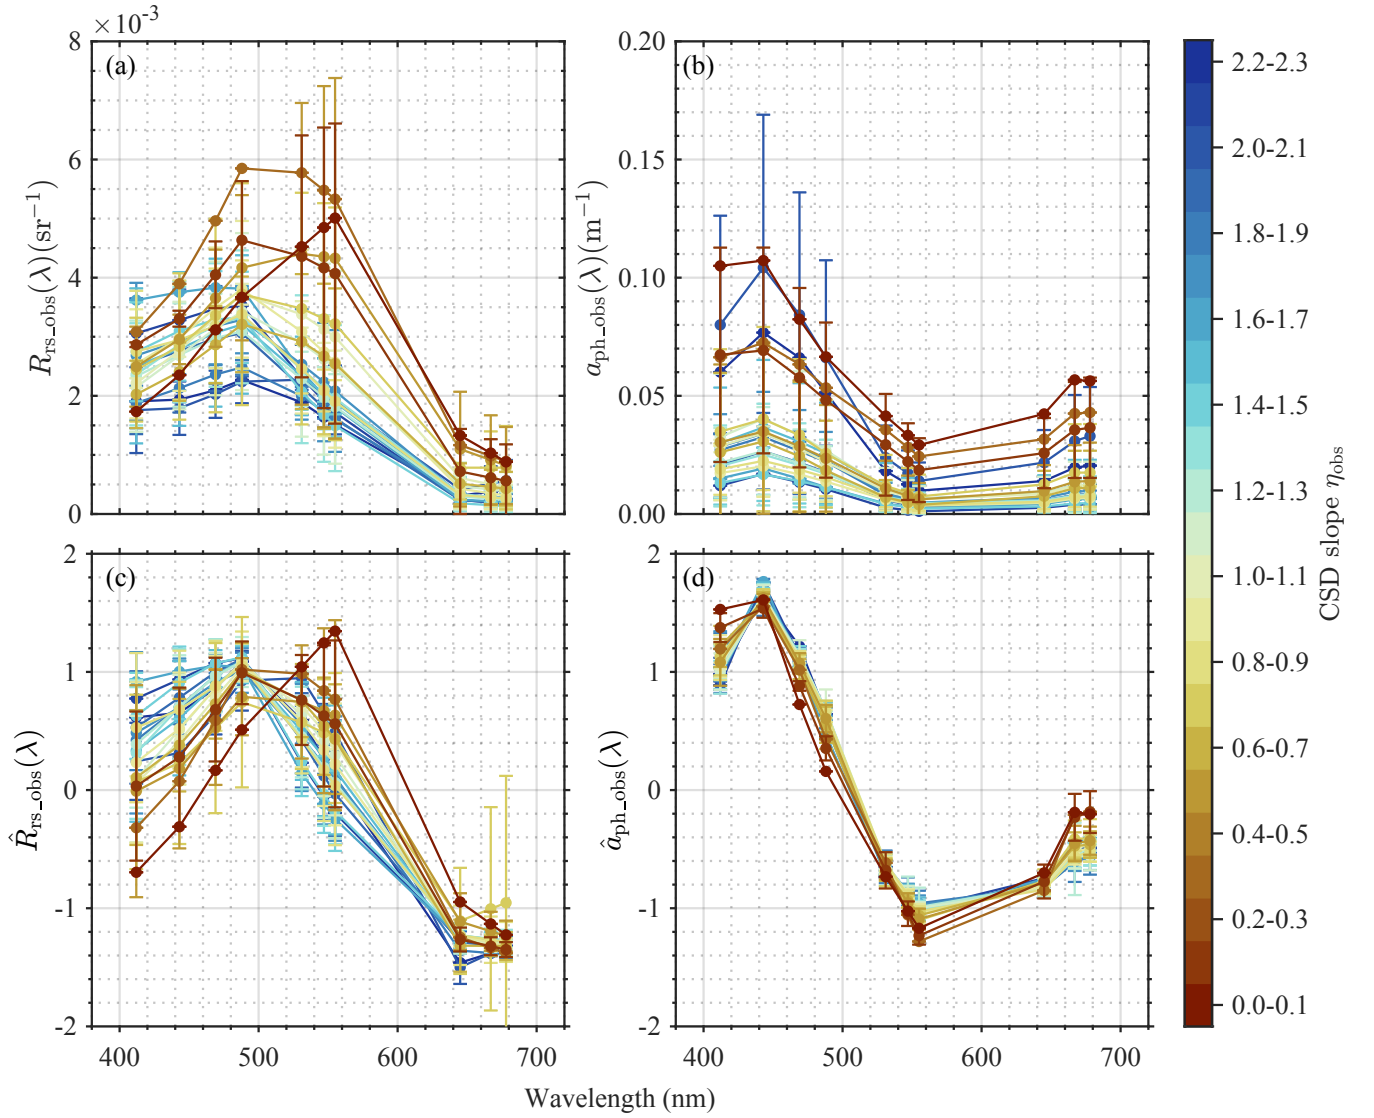 ×10⁻³
(a)
8
6
4
2
0
R_rs_obs(λ)(sr⁻¹)
(b)
0.20
0.15
0.10
0.05
0.00
a_ph_obs(λ)(m⁻¹)
(c)
2
1
0
-1
-2
R̂_rs_obs(λ)
400 500 600 700
(d)
2
1
0
-1
-2
â_ph_obs(λ)
400 500 600 700
Wavelength (nm)
2.2-2.3
2.0-2.1
1.8-1.9
1.6-1.7
1.4-1.5
1.2-1.3
1.0-1.1
0.8-0.9
0.6-0.7
0.4-0.5
0.2-0.3
0.0-0.1
CSD slope η_obs